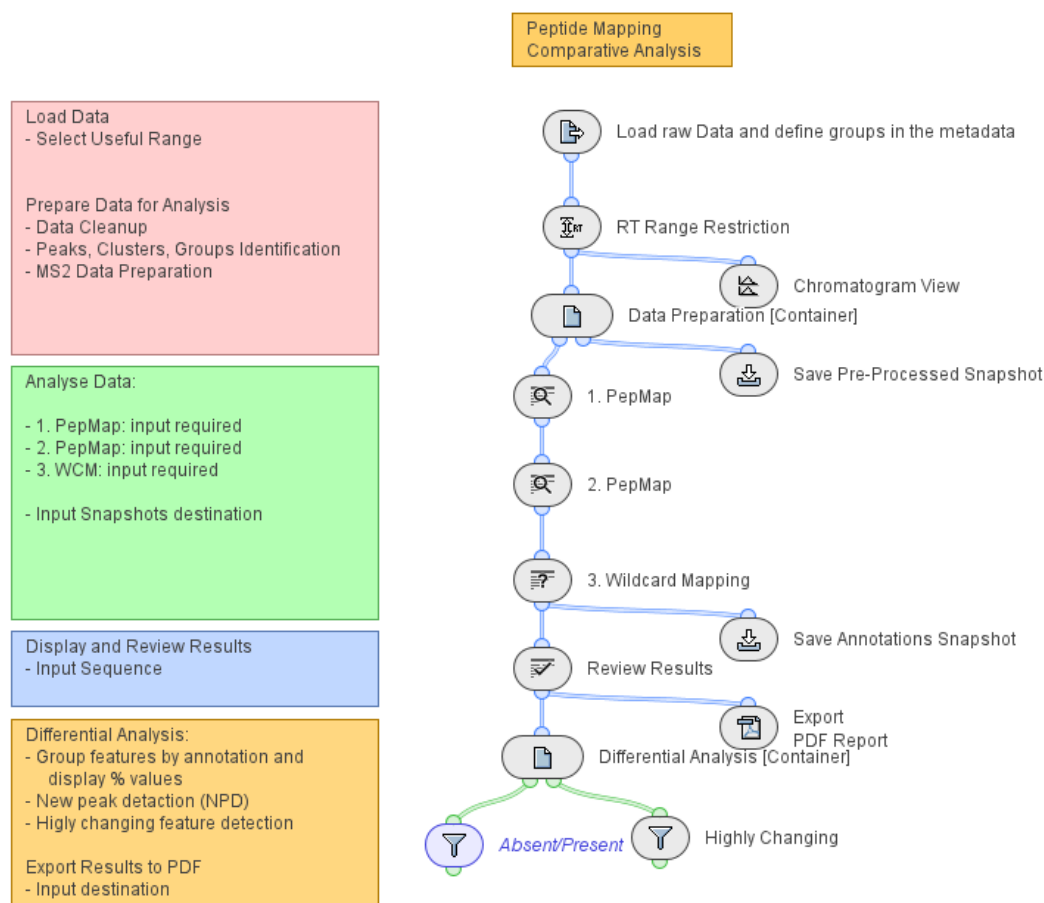 Peptide Mapping
Comparative Analysis
Load Data
- Select Useful Range
Prepare Data for Analysis
- Data Cleanup
- Peaks, Clusters, Groups Identification
- MS2 Data Preparation
Analyse Data:
- 1. PepMap: input required
- 2. PepMap: input required
- 3. WCM: input required
- Input Snapshots destination
Display and Review Results
- Input Sequence
Differential Analysis:
- Group features by annotation and
display % values
- New peak detaction (NPD)
- Higly changing feature detection
Export Results to PDF
- Input destination
Load raw Data and define groups in the metadata
RT
RT Range Restriction
Chromatogram View
Data Preparation [Container]
Save Pre-Processed Snapshot
1. PepMap
2. PepMap
?
3. Wildcard Mapping
Save Annotations Snapshot
Review Results
Export
PDF Report
Differential Analysis [Container]
Absent/Present
Highly Changing